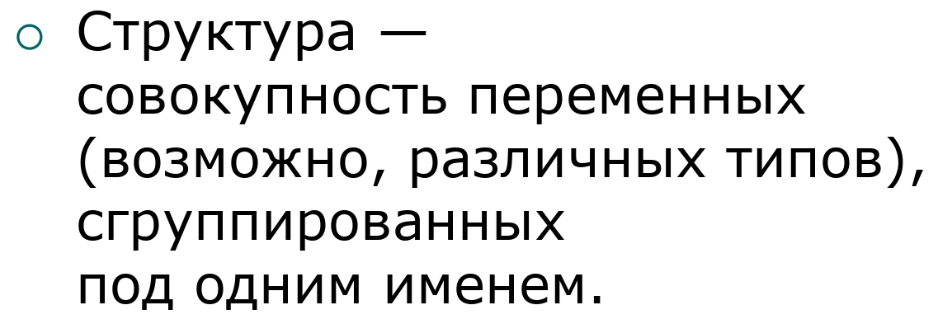 Структура —
совокупность переменных
(возможно, различных типов),
сгруппированных
под одним именем.